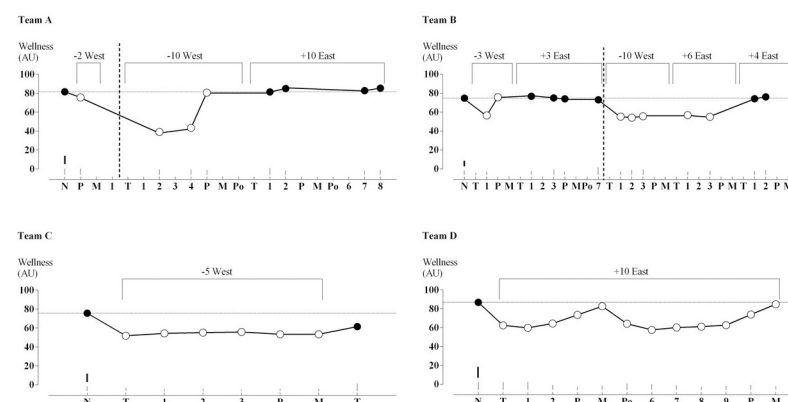 Team A
Wellness
(AU)
-2 West
-10 West
+10 East
100
80
60
40
20
0
N P M 1 T 1 2 3 4 P M Po T 1 2 P M Po 6 7 8
Team B
Wellness
(AU)
-3 West
+3 East
-10 West
+6 East
+4 East
100
80
60
40
20
0
N T 1 P M T 1 2 3 P M Po 7 T 1 2 3 P M T 1 2 3 P M T 1 2 P M
Team C
Wellness
(AU)
-5 West
100
80
60
40
20
0
N T 1 2 3 P M T
Team D
Wellness
(AU)
+10 East
100
80
60
40
20
0
N T 1 2 P M Po 6 7 8 9 P M